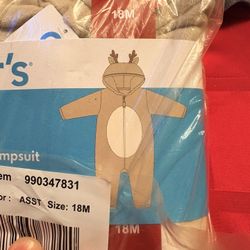 18M
r's
mpsuit
em 990347831
or : ASST Size: 18M
18M